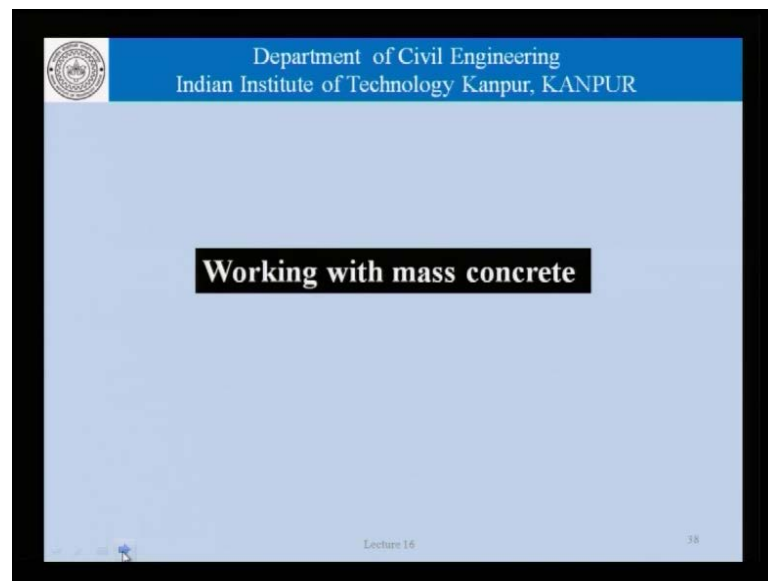 Department of Civil Engineering
Indian Institute of Technology Kanpur, KANPUR
Working with mass concrete
Lecture 16
38